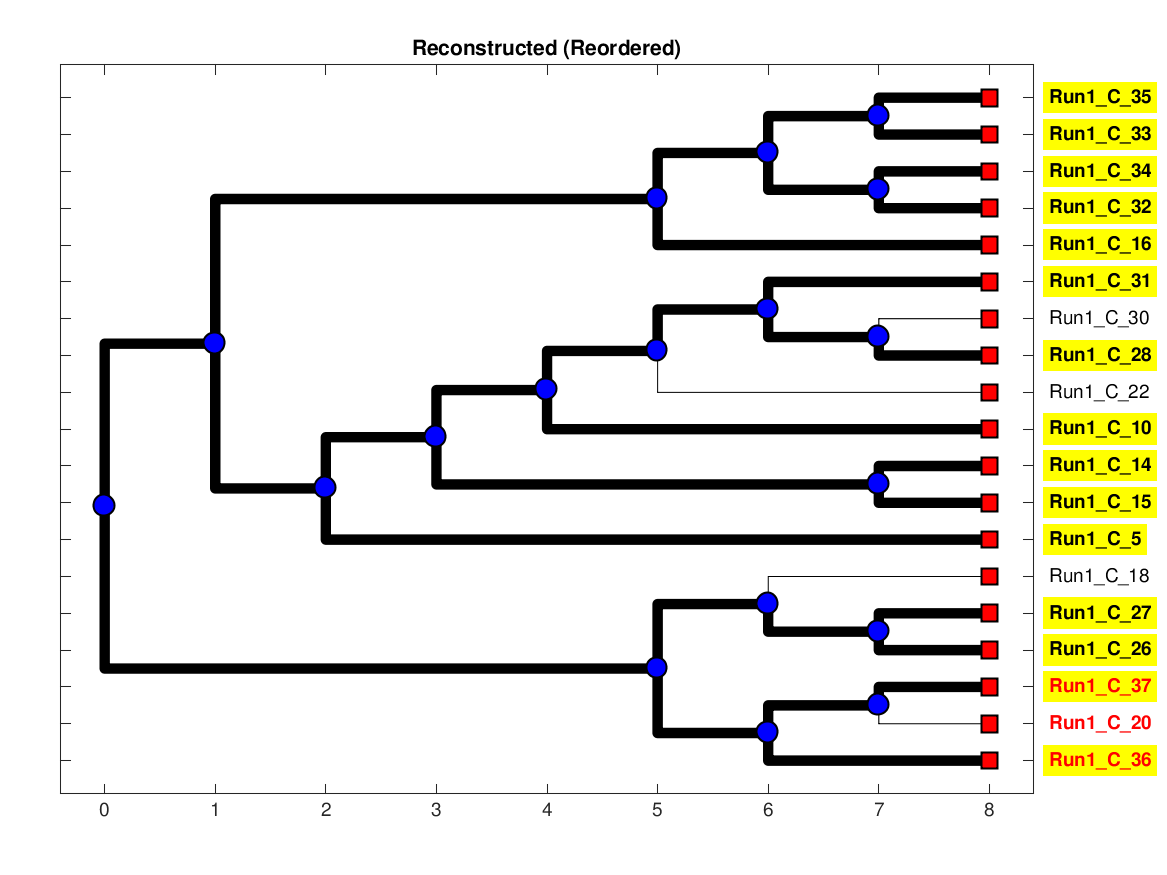 Reconstructed (Reordered)
Run1_C_35
Run1_C_33
Run1_C_34
Run1_C_32
Run1_C_16
Run1_C_31
Run1_C_30
Run1_C_28
Run1_C_22
Run1_C_10
Run1_C_14
Run1_C_15
Run1_C_5
Run1_C_18
Run1_C_27
Run1_C_26
Run1_C_37
Run1_C_20
Run1_C_36
0 1 2 3 4 5 6 7 8